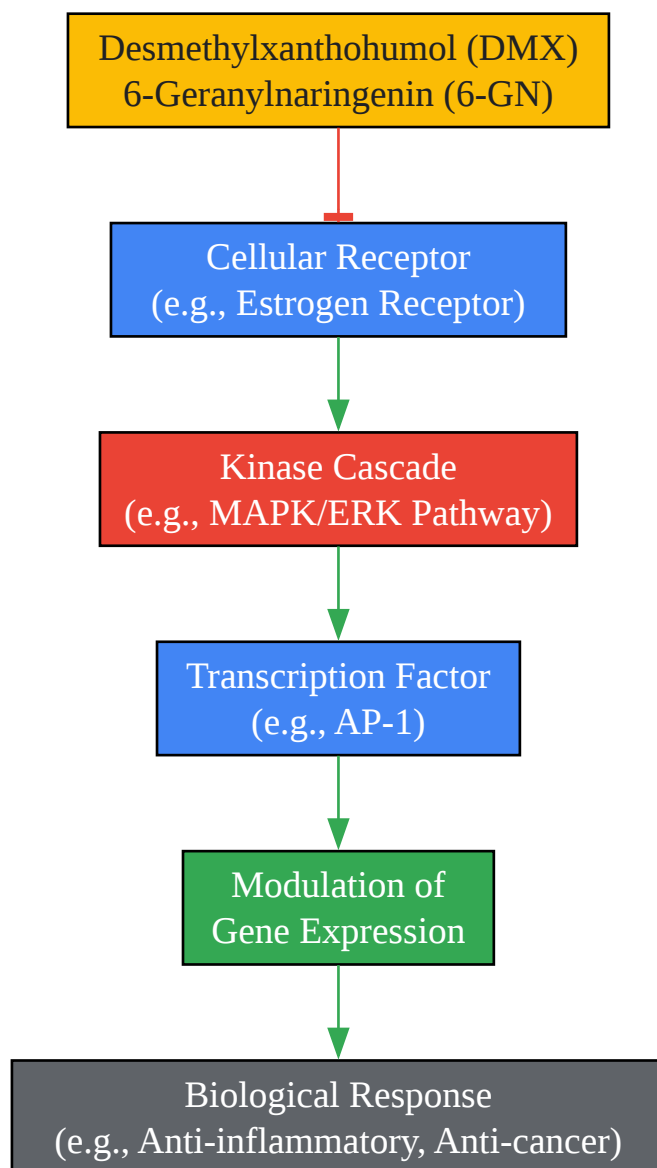 Desmethylxanthohumol (DMX)
6-Geranylnaringenin (6-GN)
Cellular Receptor
(e.g., Estrogen Receptor)
Kinase Cascade
(e.g., MAPK/ERK Pathway)
Transcription Factor
(e.g., AP-1)
Modulation of
Gene Expression
Biological Response
(e.g., Anti-inflammatory, Anti-cancer)